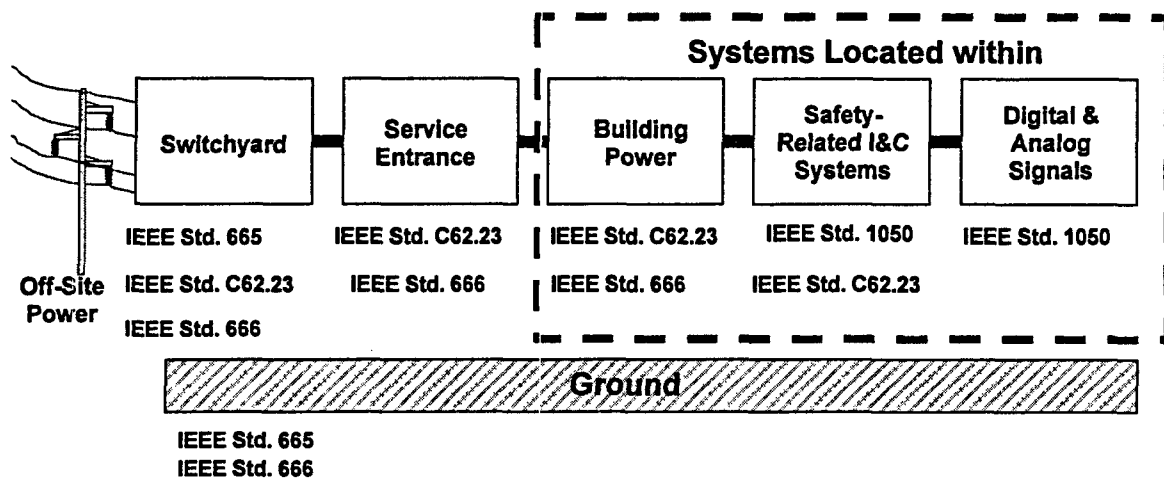 Systems Located within
Switchyard
Service
Entrance
Building
Power
Safety-
Related I&C
Systems
Digital &
Analog
Signals
Off-Site
Power
IEEE Std. 665
IEEE Std. C62.23
IEEE Std. 666
IEEE Std. C62.23
IEEE Std. 666
IEEE Std. C62.23
IEEE Std. 666
IEEE Std. 1050
IEEE Std. C62.23
IEEE Std. 1050
Ground
IEEE Std. 665
IEEE Std. 666